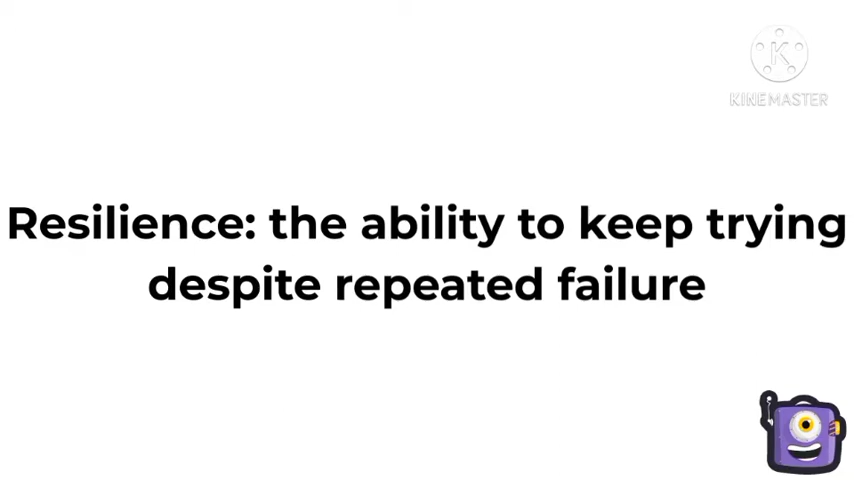 KINEMASTER
Resilience: the ability to keep trying
despite repeated failure